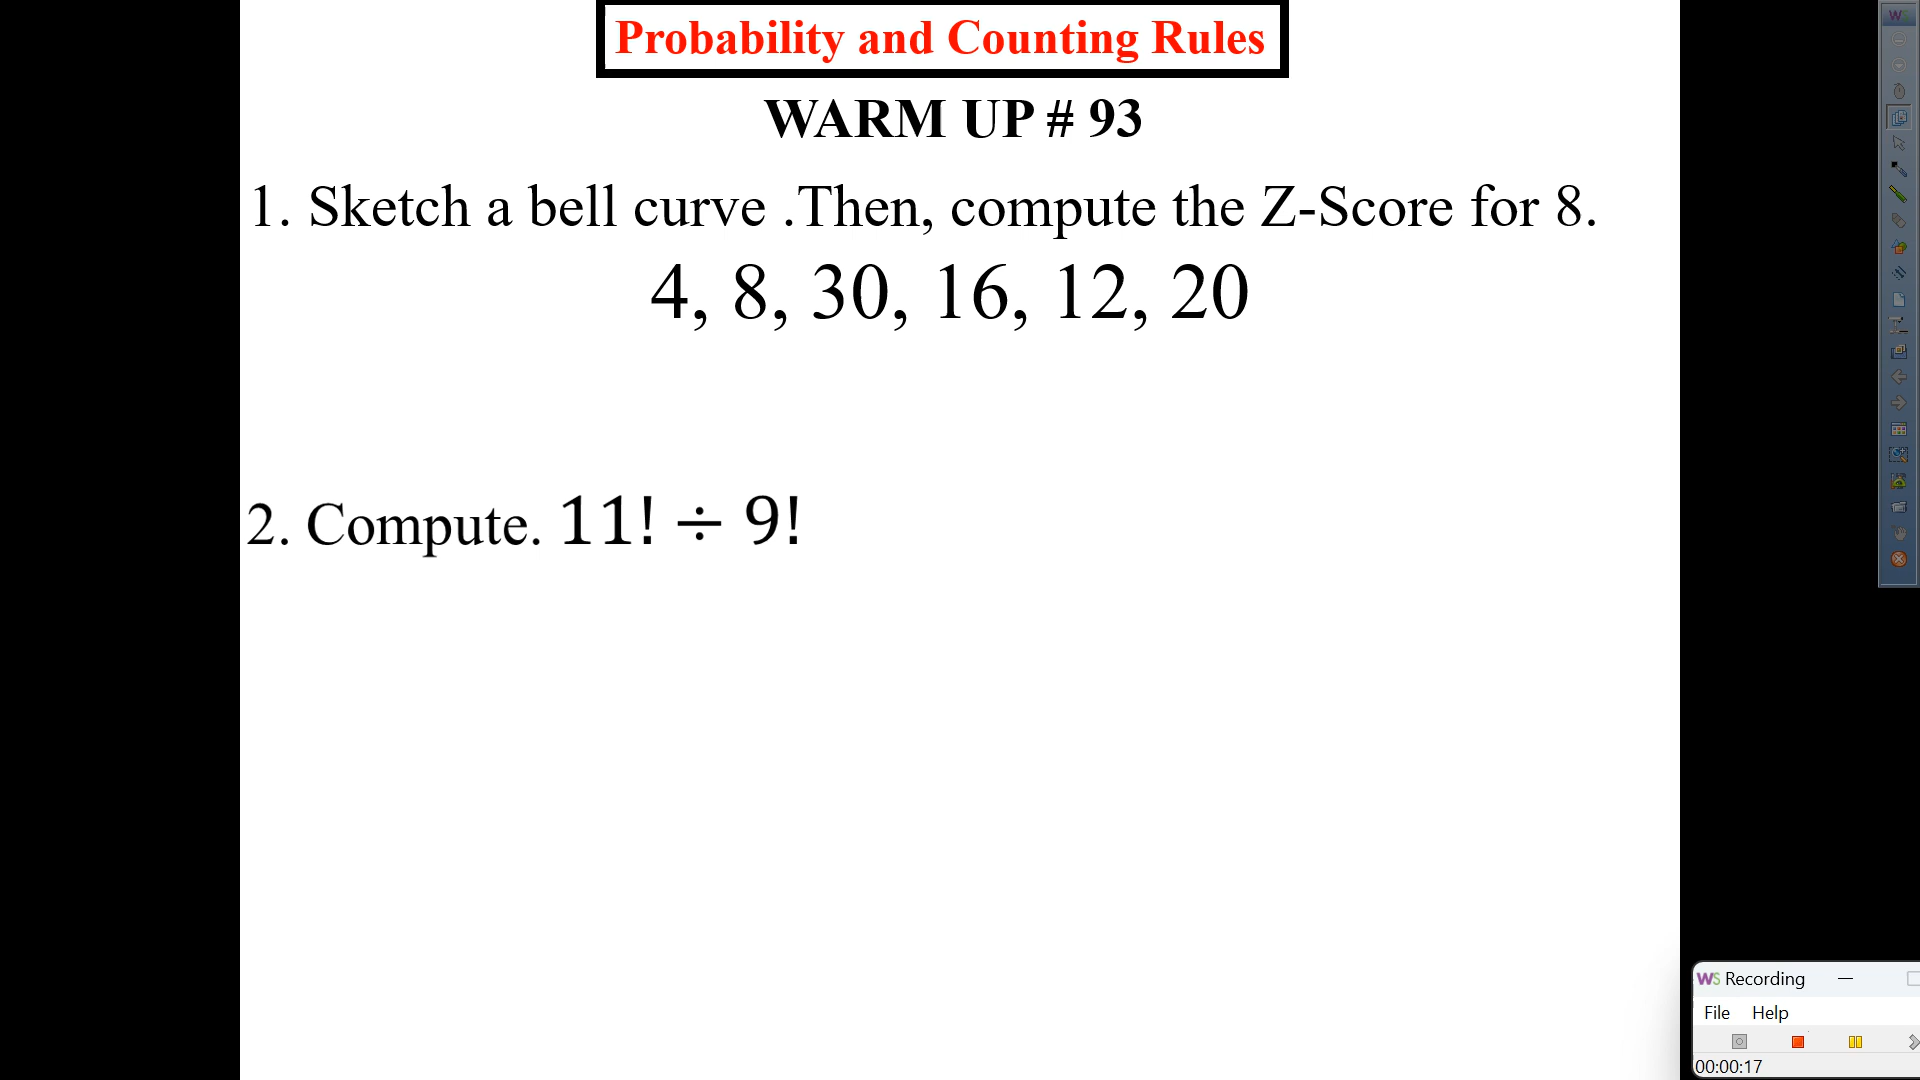 Probability and Counting Rules
WARM UP # 93
1. Sketch a bell curve .Then, compute the Z-Score for 8.
4, 8, 30, 16, 12, 20
2. Compute. 11! ÷ 9!
WS
WS Recording
File Help
00:00:17